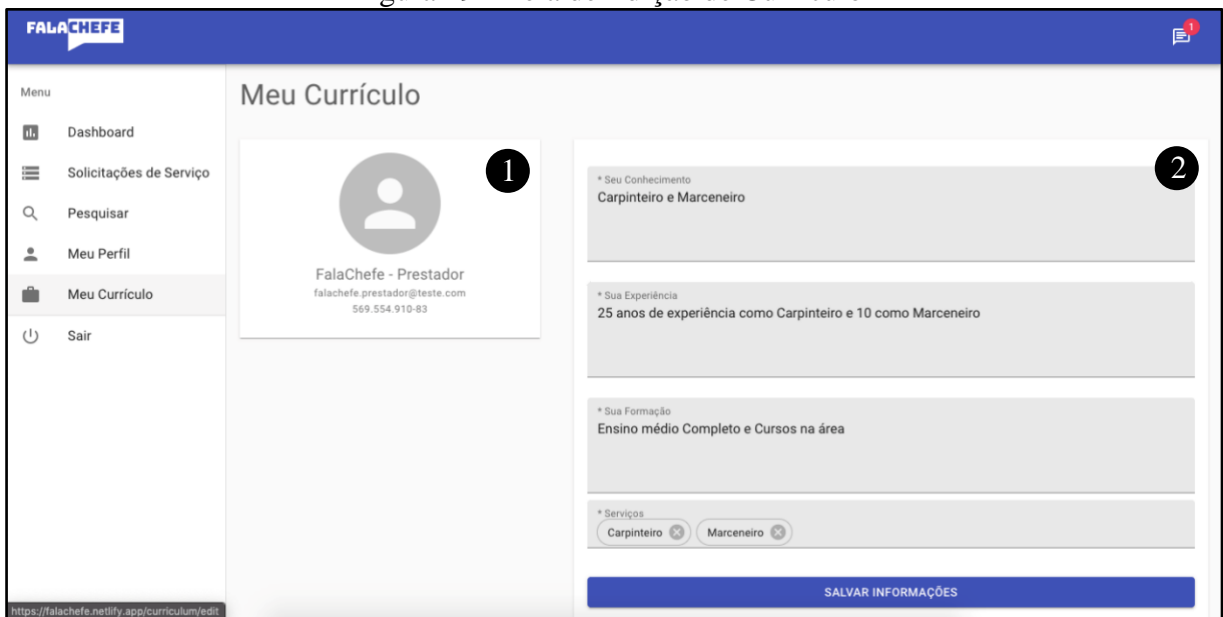 FALACHEFE
1
Menu
Dashboard
Solicitações de Serviço
Pesquisar
Meu Perfil
Meu Currículo
Sair
Meu Currículo
1
FalaChefe - Prestador
falachefe.prestador@teste.com
569.554.910-83
2
* Seu Conhecimento
Carpinteiro e Marceneiro
* Sua Experiência
25 anos de experiência como Carpinteiro e 10 como Marceneiro
* Sua Formação
Ensino médio Completo e Cursos na área
* Serviços
Carpinteiro Marceneiro
SALVAR INFORMAÇÕES
https://falachefe.netlify.app/curriculum/edit